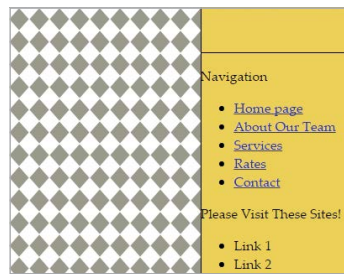 Navigation
Home page
About Our Team
Services
Rates
Contact
Please Visit These Sites!
Link 1
Link 2